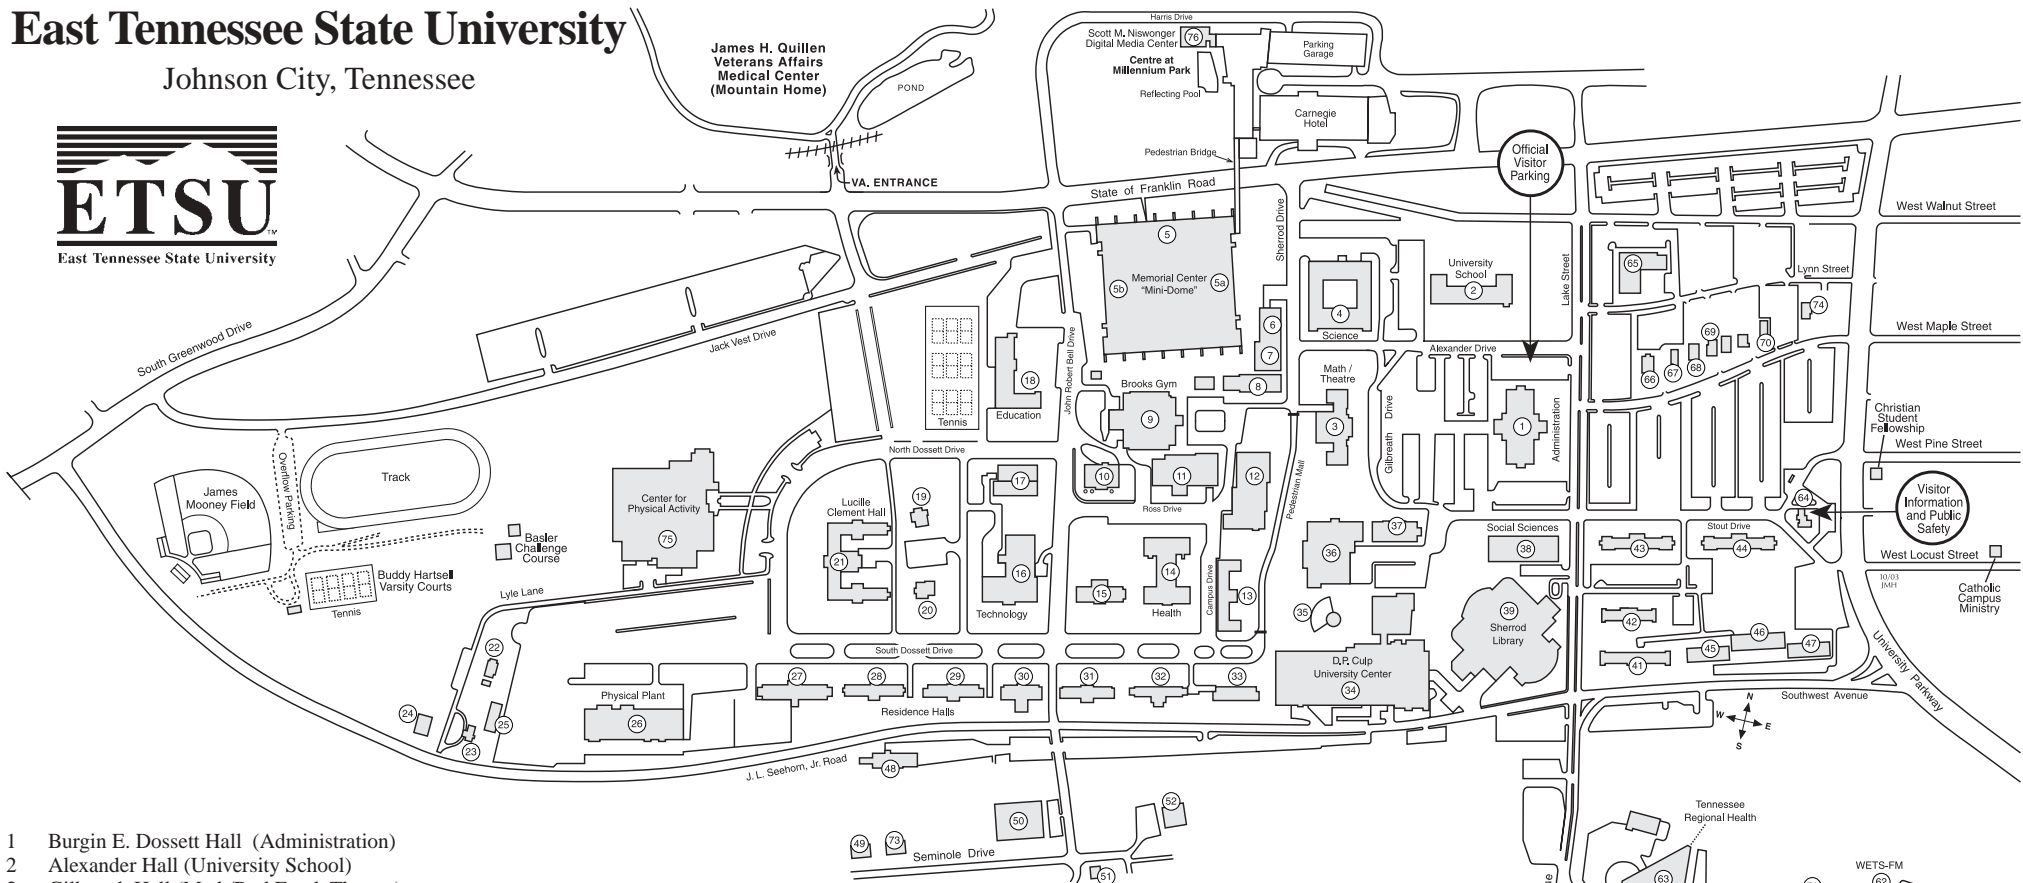 East Tennessee State University
Johnson City, Tennessee
ETSU
TM
East Tennessee State University
James H. Quillen
Veterans Affairs
Medical Center
(Mountain Home)
POND
VA. ENTRANCE
Harris Drive
Scott M. Niswonger
Digital Media Center
76
Parking
Garage
Centre at
Millennium Park
Reflecting Pool
Carnegie
Hotel
Pedestrian Bridge
State of Franklin Road
Official
Visitor
Parking
West Walnut Street
Sherrod Drive
5
Memorial Center
"Mini-Dome"
5b
5a
University
School
2
Lake Street
65
Lynn Street
74
4
Science
6
7
South Greenwood Drive
Jack Vest Drive
John Robert Bell Drive
West Maple Street
Alexander Drive
69
70
66
67
68
18
Education
Tennis
Brooks Gym
8
9
Math /
Theatre
3
Gilbreath Drive
1
Administration
Christian
Student
Fellowship
West Pine Street
North Dossett Drive
Overflow Parking
Track
James
Mooney Field
Center for
Physical Activity
75
Lucille
Clement Hall
21
19
17
10
11
12
Ross Drive
Pedestrian Mall
64
Visitor
Information
and Public
Safety
Basler
Challenge
Course
Buddy Hartsell
Varsity Courts
Tennis
Lyle Lane
20
16
Technology
15
14
Health
Campus Drive
13
36
37
35
Social Sciences
38
Stout Drive
43
44
West Locust Street
10/03
JMH
Catholic
Campus
Ministry
39
Sherrod
Library
42
41
45
46
47
University Parkway
South Dossett Drive
22
27
28
29
30
31
32
33
D.P. Culp
University Center
34
Southwest Avenue
N
W
E
S
Physical Plant
26
Residence Halls
24
25
23
J. L. Seehorn, Jr. Road
48
50
52
49
73
Seminole Drive
51
Tennessee
Regional Health
63
WETS-FM
62
1 Burgin E. Dossett Hall (Administration)
2 Alexander Hall (University School)